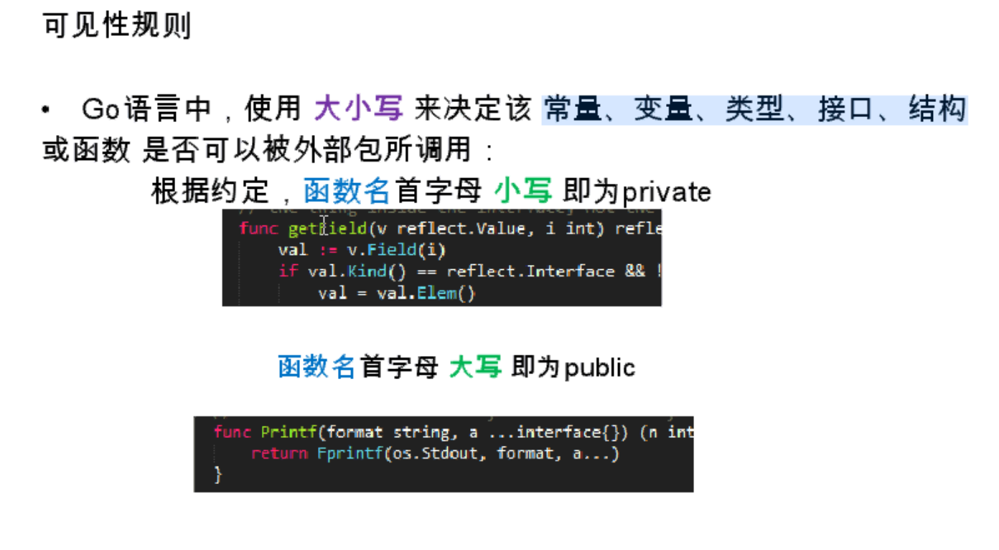 可见性规则
• Go语言中，使用 大小写 来决定该 常量、变量、类型、接口、结构
或函数 是否可以被外部包所调用：
根据约定，函数名首字母 小写 即为private
func getField(v reflect.Value, i int) refle
val := v.Field(i)
if val.Kind() == reflect.Interface && !
val = val.Elem()
函数名首字母 大写 即为public
func Printf(format string, a ...interface{}) (n int
return Fprintf(os.Stdout, format, a...)
}